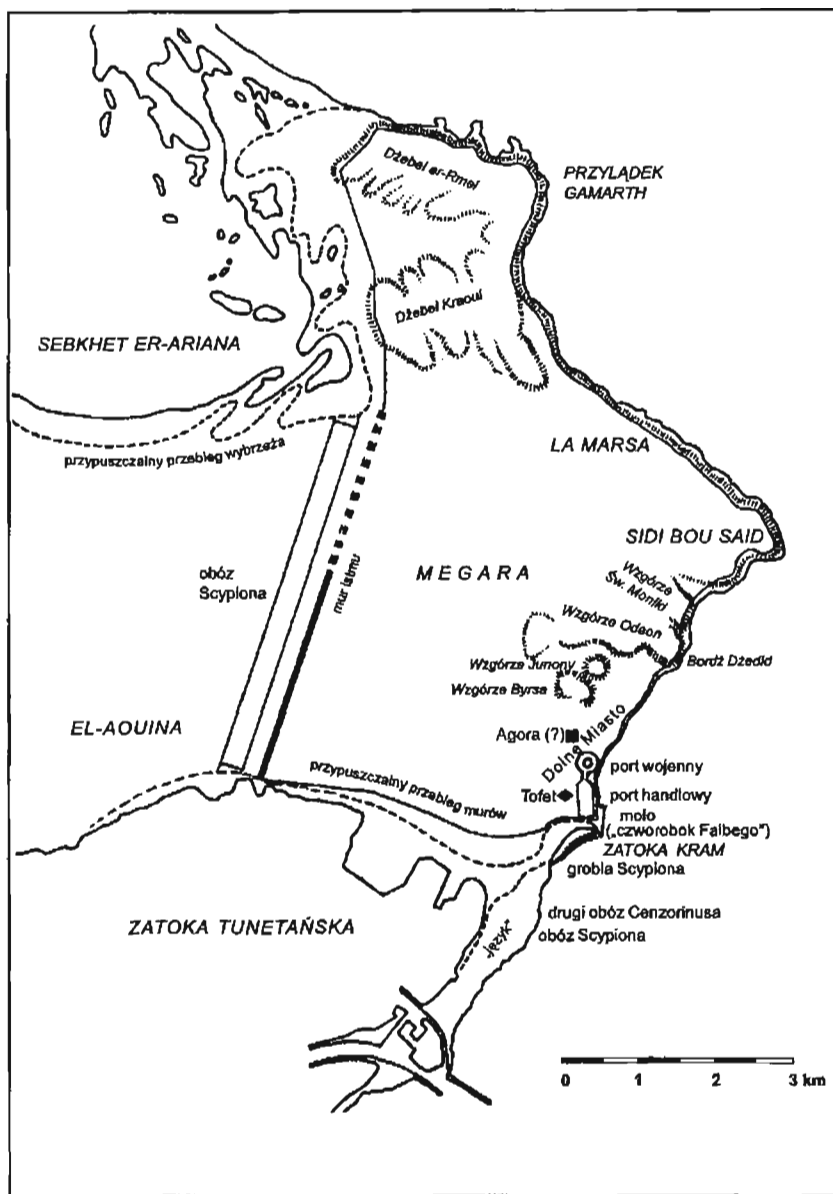 Dżebel er-Rmel
PRZYLĄDEK
GAMARTH
Dżebel Kraoui
SEBKHET ER-ARIANA
przypuszczalny przebieg wybrzeża
LA MARSA
SIDI BOU SAID
obóz
Scypiona
mur istmu
MEGARA
Wzgórze
Św. Moniki
Wzgórze Odeon
Wzgórze Junony
Bordż Dżedid
Wzgórze Byrsa
EL-AOUINA
Agora (?)
Dolne Miasto
przypuszczalny przebieg murów
port wojenny
Tofet
port handlowy
molo
(„czworobok Falbego")
ZATOKA KRAM
grobla Scypiona
ZATOKA TUNETAŃSKA
„język"
drugi obóz Cenzorinusa
obóz Scypiona
0 1 2 3 km